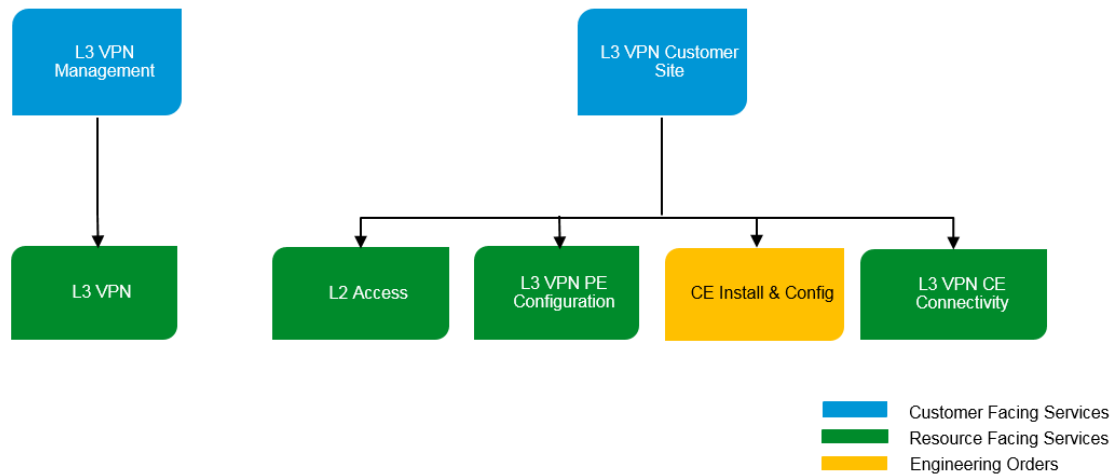 L3 VPN
Management
L3 VPN Customer
Site
L3 VPN
L2 Access
L3 VPN PE
Configuration
CE Install & Config
L3 VPN CE
Connectivity
Customer Facing Services
Resource Facing Services
Engineering Orders